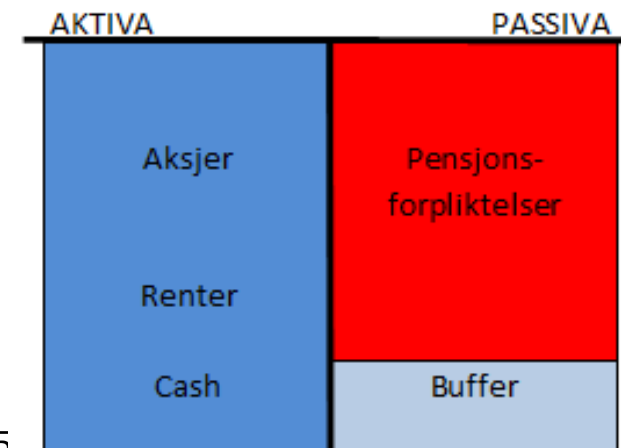 AKTIVA PASSIVA
Aksjer
Pensjons-
forpliktelser
Renter
Cash
Buffer